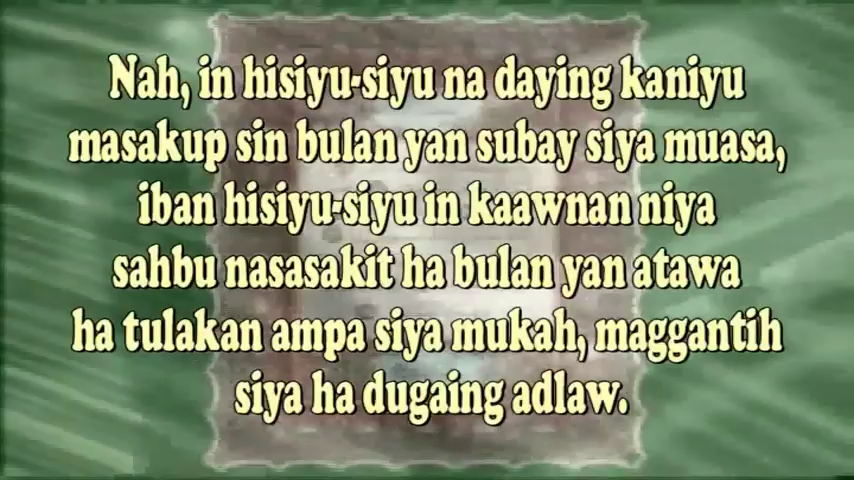 Nah, in hisiyu-siyu na daying kaniyu
masakup sin bulan yan subay siya muasa,
iban hisiyu-siyu in kaawnan niya
sahbu nasasakit ha bulan yan atawa
ha tulakan ampa siya mukah, maggantih
siya ha dugaing adlaw.